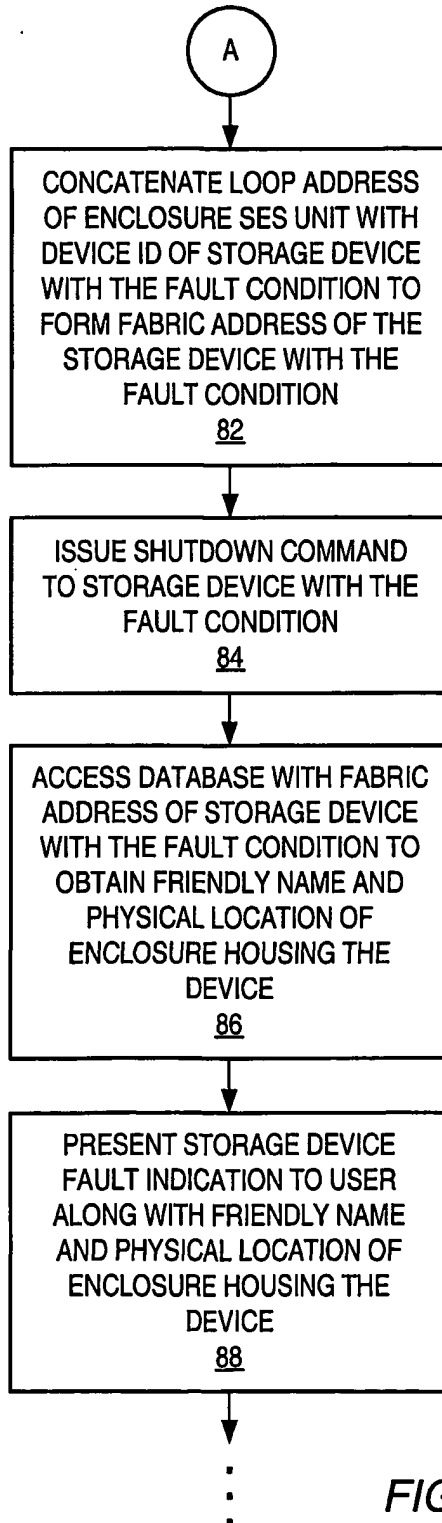 A
CONCATENATE LOOP ADDRESS
OF ENCLOSURE SES UNIT WITH
DEVICE ID OF STORAGE DEVICE
WITH THE FAULT CONDITION TO
FORM FABRIC ADDRESS OF THE
STORAGE DEVICE WITH THE
FAULT CONDITION
82
ISSUE SHUTDOWN COMMAND
TO STORAGE DEVICE WITH THE
FAULT CONDITION
84
ACCESS DATABASE WITH FABRIC
ADDRESS OF STORAGE DEVICE
WITH THE FAULT CONDITION TO
OBTAIN FRIENDLY NAME AND
PHYSICAL LOCATION OF
ENCLOSURE HOUSING THE
DEVICE
86
PRESENT STORAGE DEVICE
FAULT INDICATION TO USER
ALONG WITH FRIENDLY NAME
AND PHYSICAL LOCATION OF
ENCLOSURE HOUSING THE
DEVICE
88
FIG